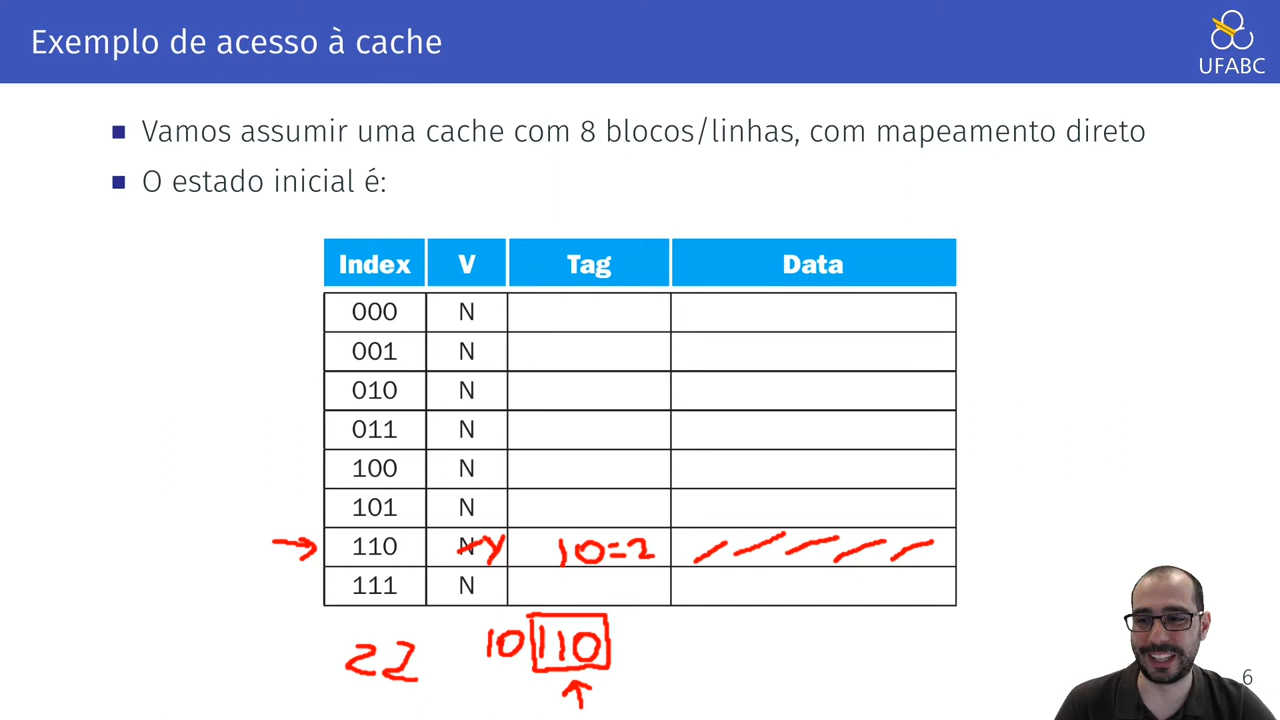 Exemplo de acesso à cache
UFABC
Vamos assumir uma cache com 8 blocos/linhas, com mapeamento direto
O estado inicial é:
Index V Tag Data
000 N
001 N
010 N
011 N
100 N
101 N
110 N Y 10=2
111 N
22 10 110
6